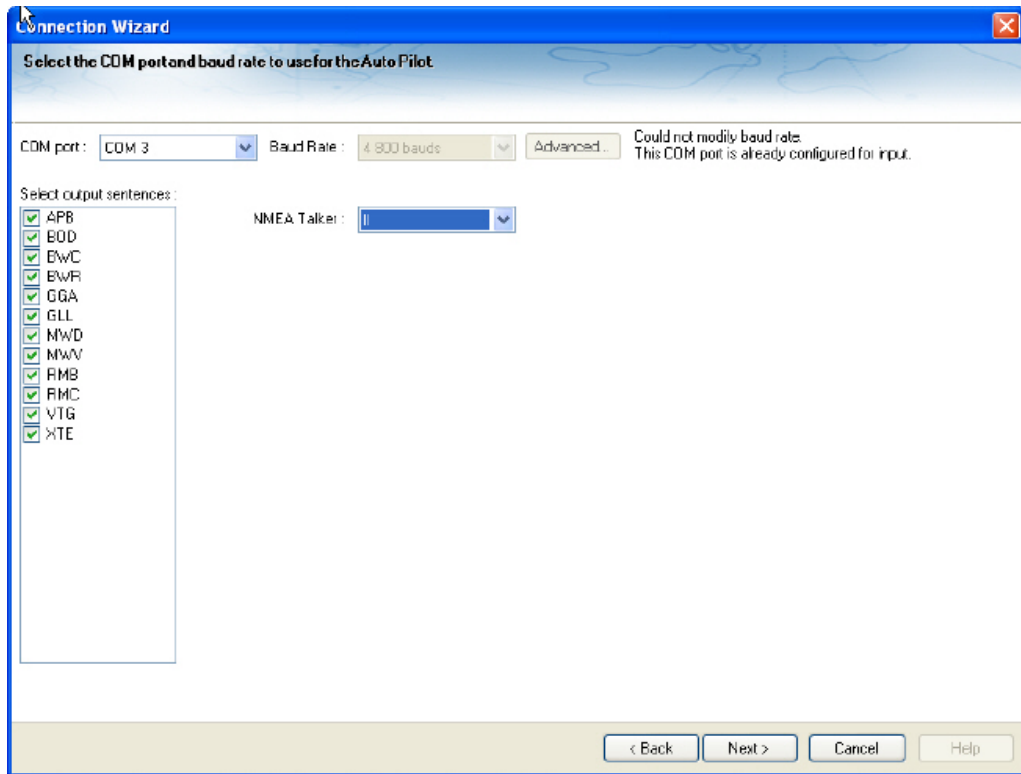 Connection Wizard
Select the COM port and baud rate to use for the Auto Pilot.
COM port : COM 3 Baud Rate : 4 800 bauds Advanced... Could not modify baud rate.
This COM port is already configured for input.
Select output sentences :
NMEA Talker : II
APB
BOD
BWC
BWR
GGA
GLL
MWD
MWV
RMB
RMC
VTG
XTE
< Back Next > Cancel Help